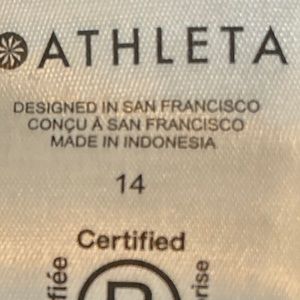 ATHLETA
DESIGNED IN SAN FRANCISCO
CONÇU À SAN FRANCISCO
MADE IN INDONESIA
14
Certified
B